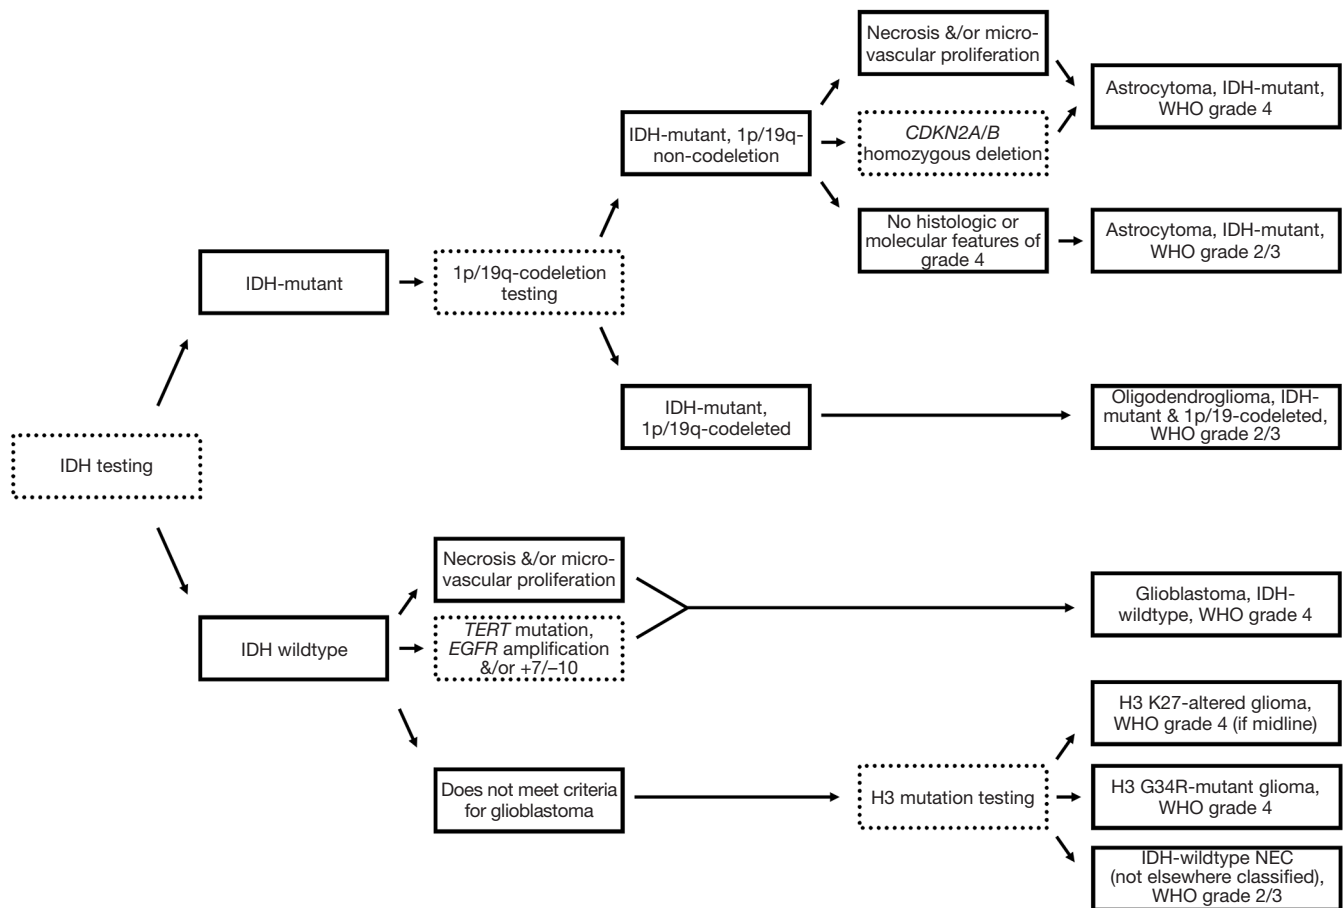 Necrosis &/or micro-
vascular proliferation
Astrocytoma, IDH-mutant,
WHO grade 4
IDH-mutant, 1p/19q-
non-codeletion
CDKN2A/B
homozygous deletion
No histologic or
molecular features of
grade 4
Astrocytoma, IDH-mutant,
WHO grade 2/3
IDH-mutant
1p/19q-codeletion
testing
IDH-mutant,
1p/19q-codeleted
Oligodendroglioma, IDH-
mutant & 1p/19-codeleted,
WHO grade 2/3
IDH testing
Necrosis &/or micro-
vascular proliferation
Glioblastoma, IDH-
wildtype, WHO grade 4
IDH wildtype
TERT mutation,
EGFR amplification
&/or +7/–10
H3 K27-altered glioma,
WHO grade 4 (if midline)
Does not meet criteria
for glioblastoma
H3 mutation testing
H3 G34R-mutant glioma,
WHO grade 4
IDH-wildtype NEC
(not elsewhere classified),
WHO grade 2/3